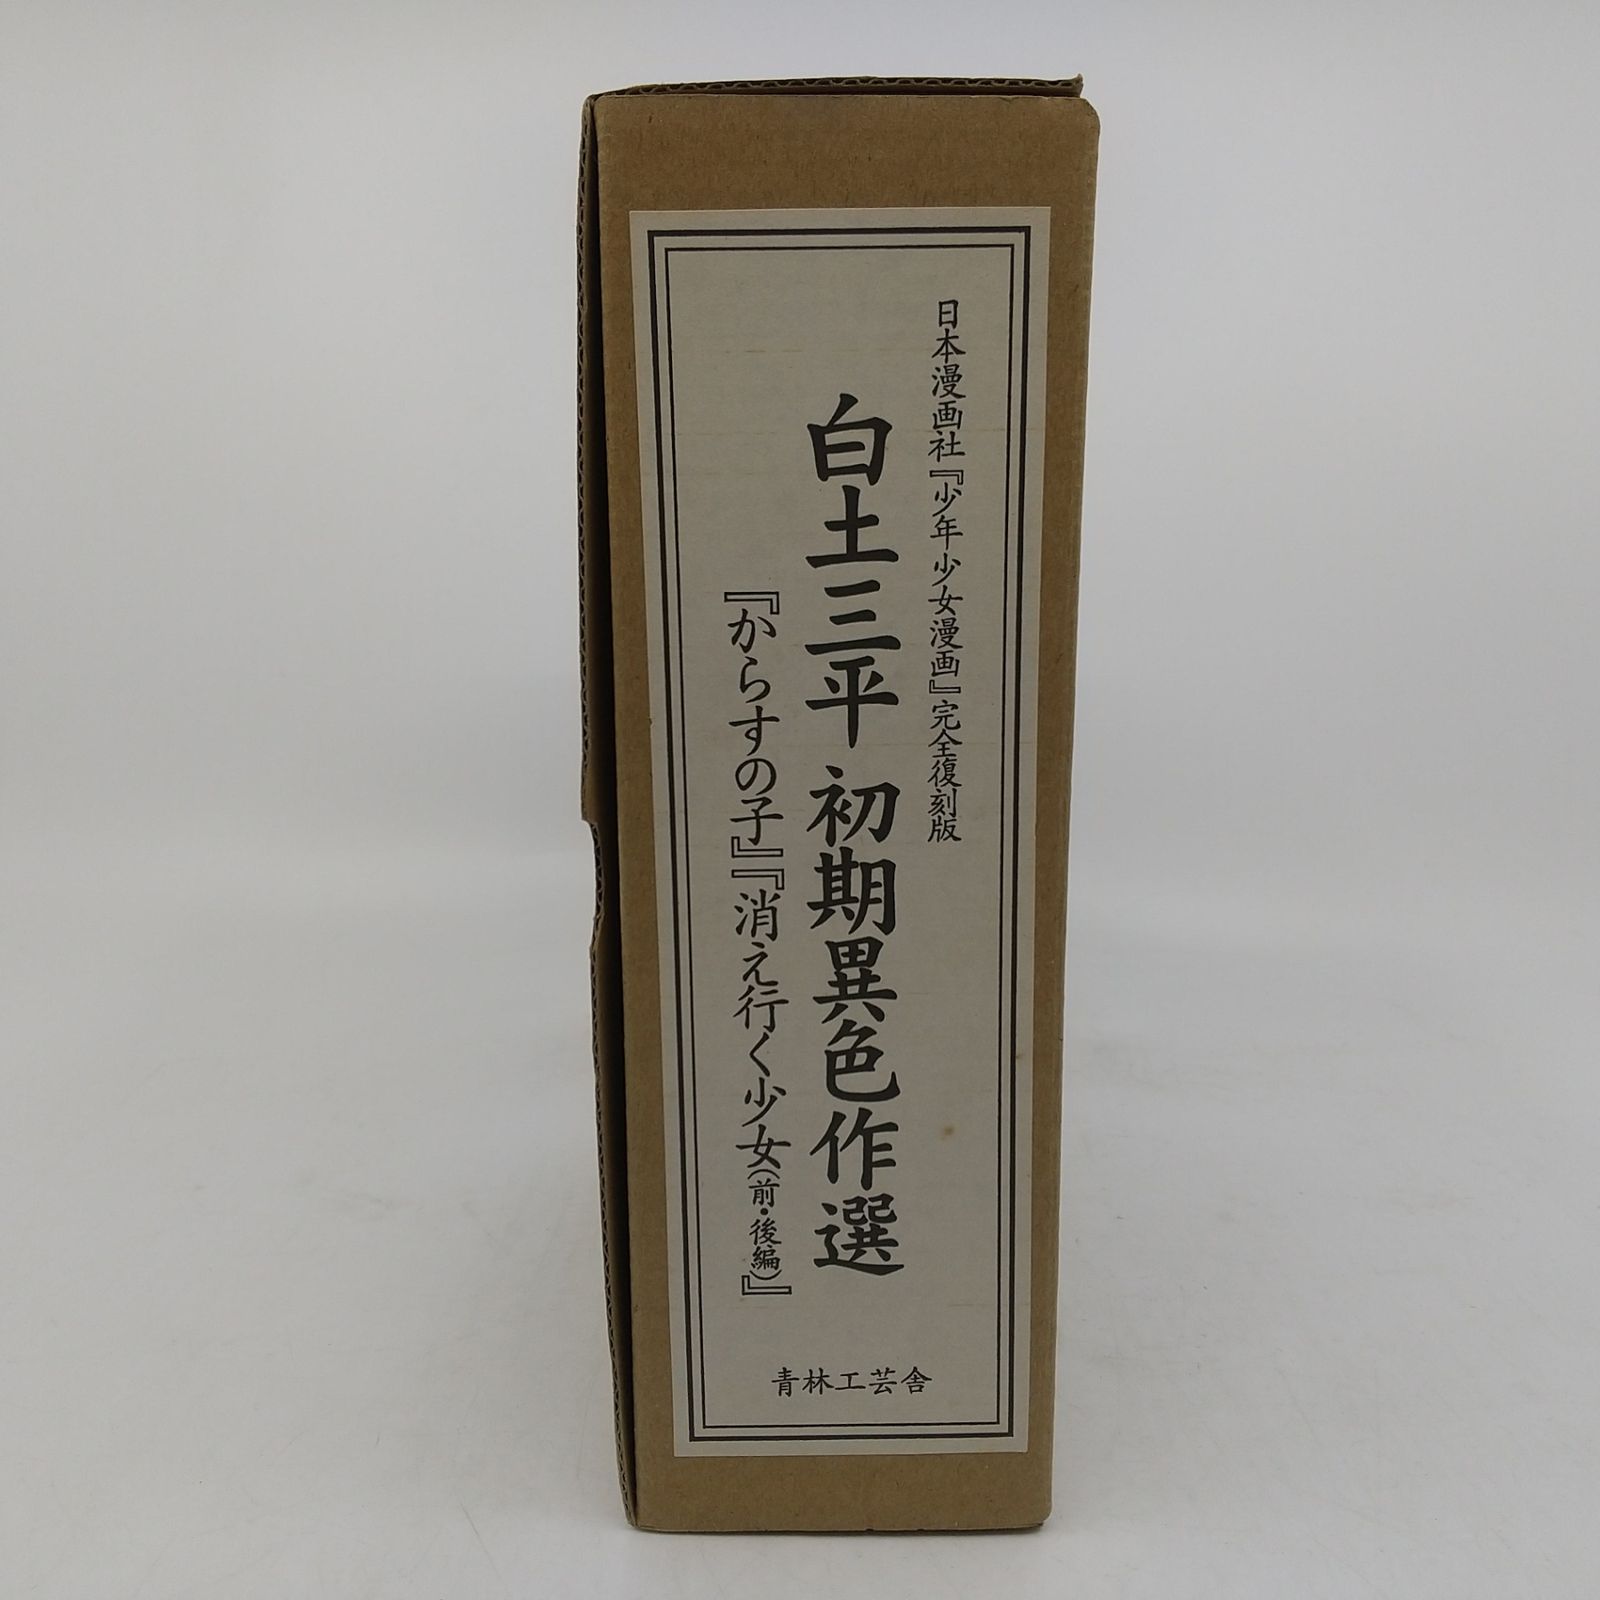 日本漫画社『少年少女漫画』完全復刻版
白土三平 初期異色作選
『からすの子』『消え行く少女(前・後編)』
青林工芸舎